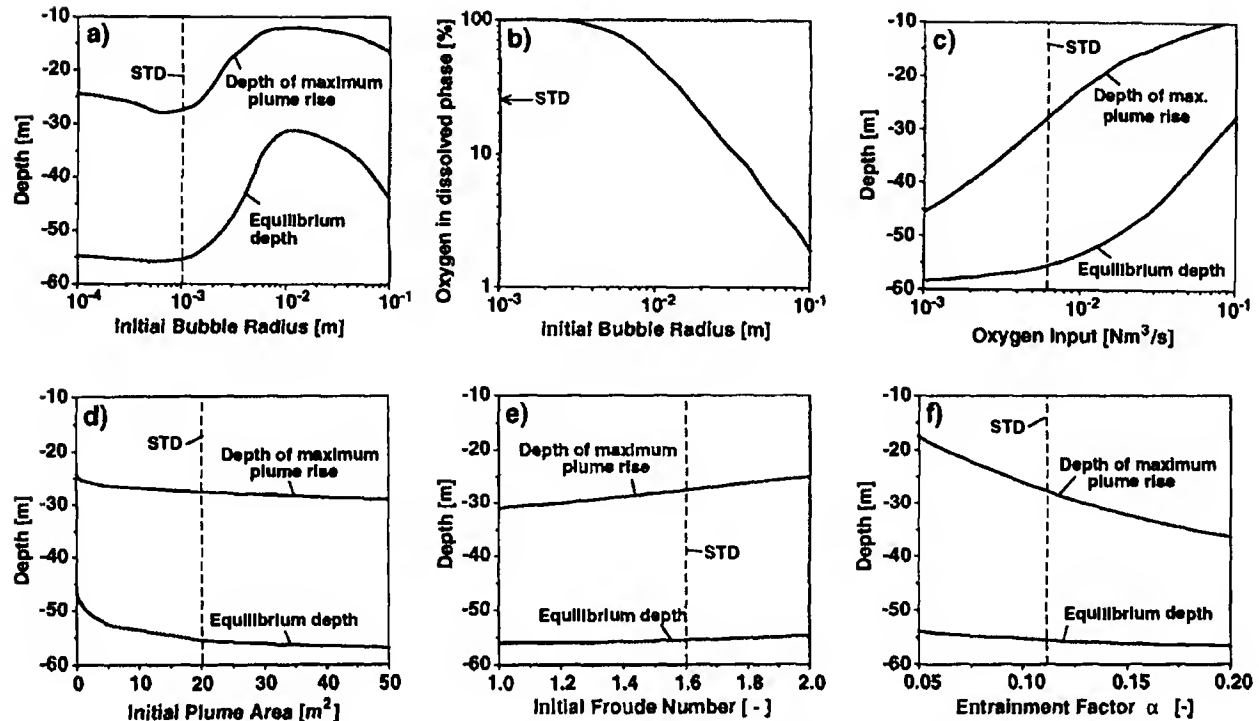 a)
-10
-20
-30
-40
-50
-60
Depth [m]
STD
Depth of maximum
plume rise
Equilibrium
depth
10-4
10-3
10-2
10-1
Initial Bubble Radius [m]
b)
100
10
1
Oxygen in dissolved phase [%]
STD
10-3
10-2
10-1
Initial Bubble Radius [m]
c)
-10
-20
-30
-40
-50
-60
Depth [m]
STD
Depth of max.
plume rise
Equilibrium depth
10-3
10-2
10-1
Oxygen Input [Nm3/s]
d)
-10
-20
-30
-40
-50
-60
Depth [m]
STD
Depth of maximum
plume rise
Equilibrium depth
0
10
20
30
40
50
Initial Plume Area [m2]
e)
-10
-20
-30
-40
-50
-60
Depth [m]
Depth of maximum
plume rise
STD
Equilibrium depth
1.0
1.2
1.4
1.6
1.8
2.0
Initial Froude Number [ - ]
f)
-10
-20
-30
-40
-50
-60
Depth [m]
STD
Depth of maximum
plume rise
Equilibrium depth
0.05
0.10
0.15
0.20
Entrainment Factor α [-]